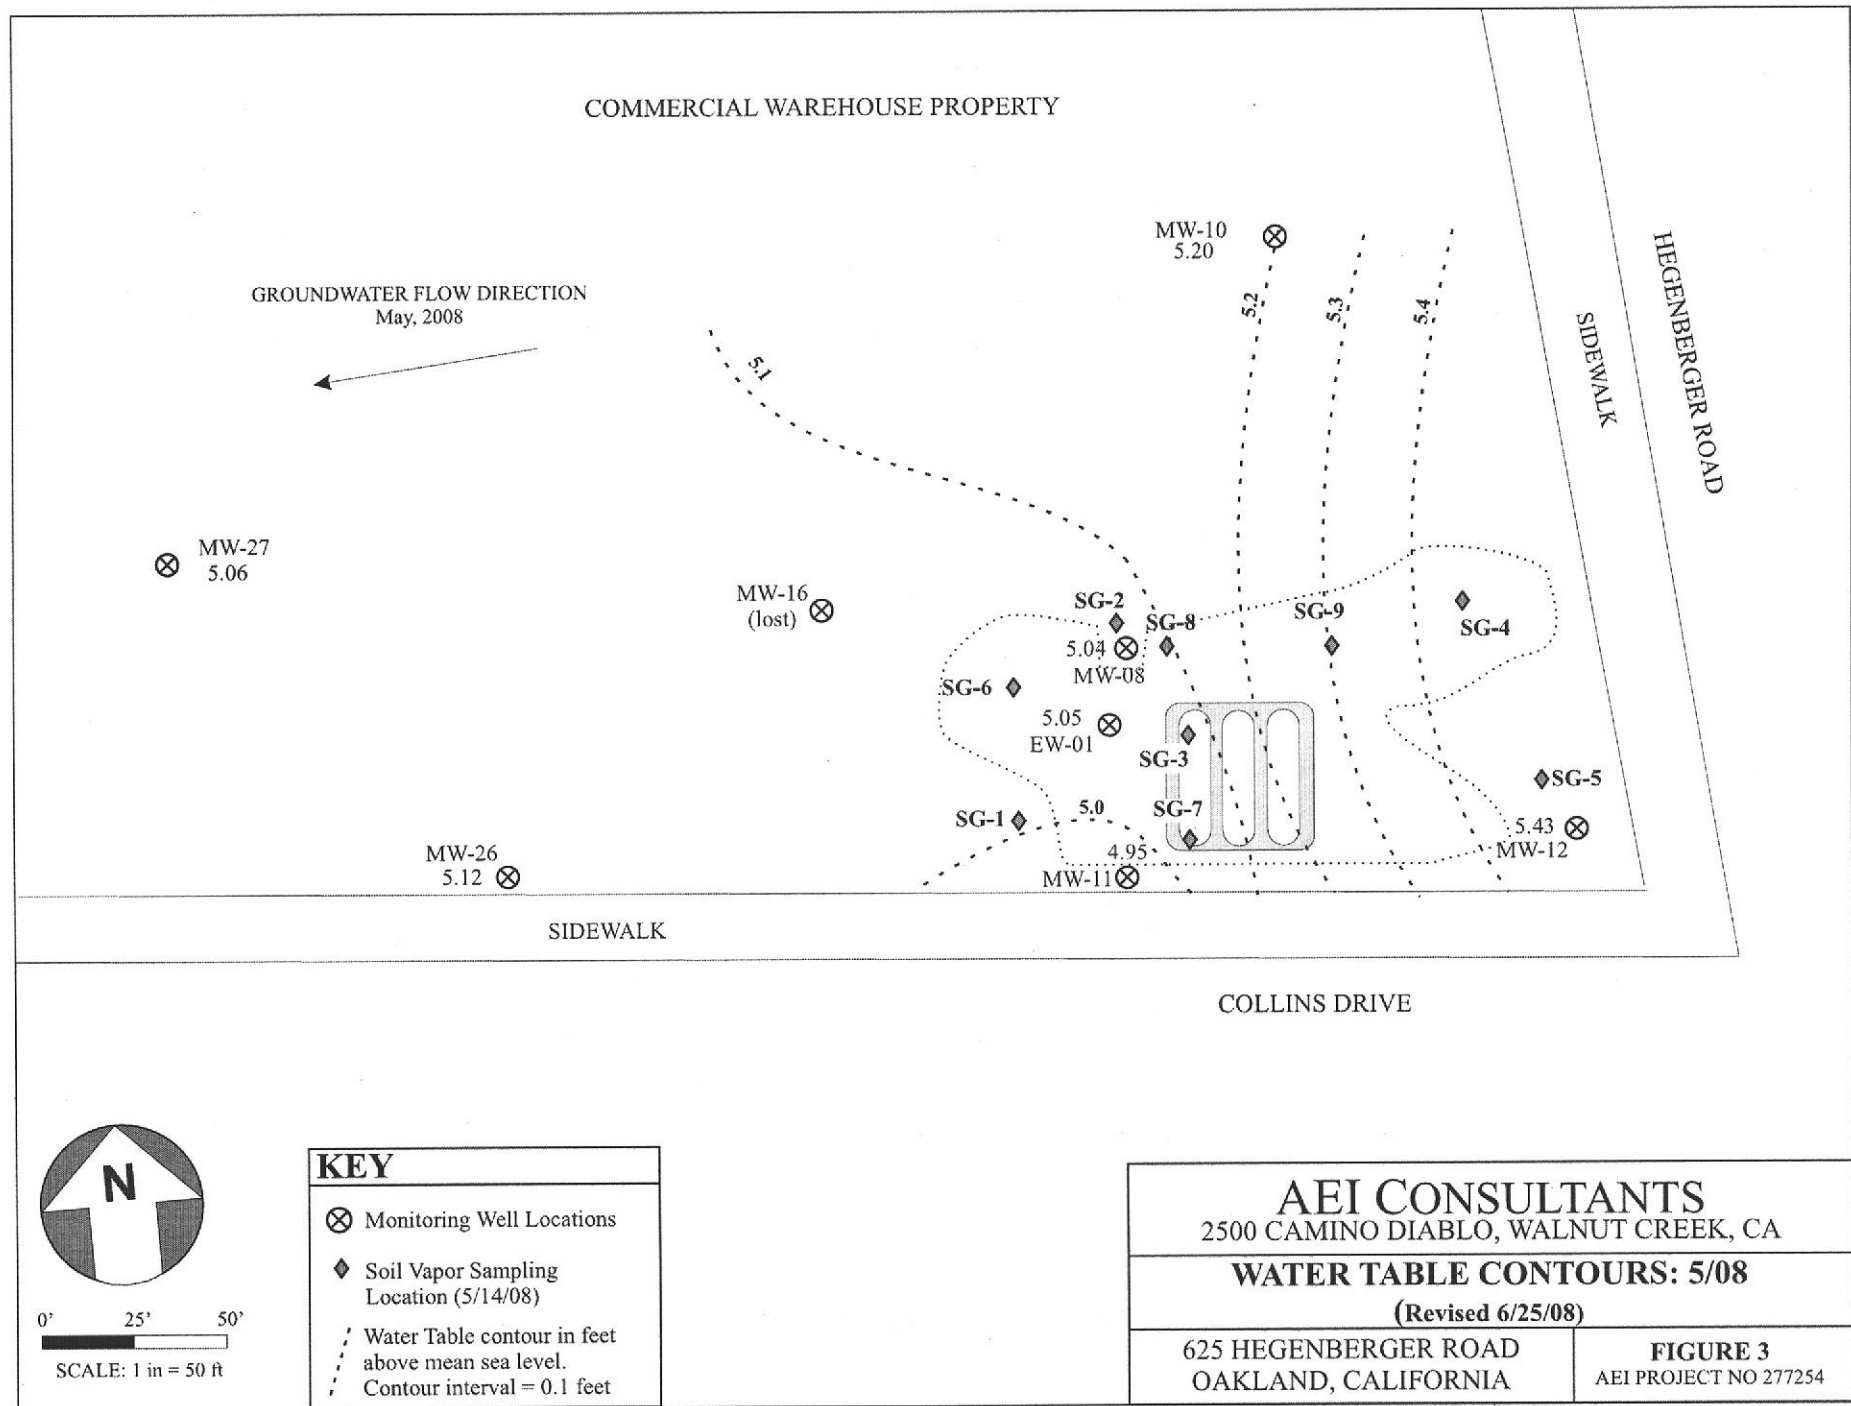 COMMERCIAL WAREHOUSE PROPERTY
MW-10
5.20
HEGENBERGER ROAD
SIDEWALK
GROUNDWATER FLOW DIRECTION
May, 2008
5.2
5.3
5.4
5.1
MW-27
5.06
MW-16
(lost)
SG-2
SG-8
SG-9
SG-4
5.04
MW-08
SG-6
5.05
EW-01
SG-3
SG-5
SG-7
5.0
SG-1
5.43
MW-12
4.95
MW-11
MW-26
5.12
SIDEWALK
COLLINS DRIVE
N
0' 25' 50'
SCALE: 1 in = 50 ft
KEY
Monitoring Well Locations
Soil Vapor Sampling
Location (5/14/08)
Water Table contour in feet
above mean sea level.
Contour interval = 0.1 feet
AEI CONSULTANTS
2500 CAMINO DIABLO, WALNUT CREEK, CA
WATER TABLE CONTOURS: 5/08
(Revised 6/25/08)
625 HEGENBERGER ROAD
OAKLAND, CALIFORNIA
FIGURE 3
AEI PROJECT NO 277254